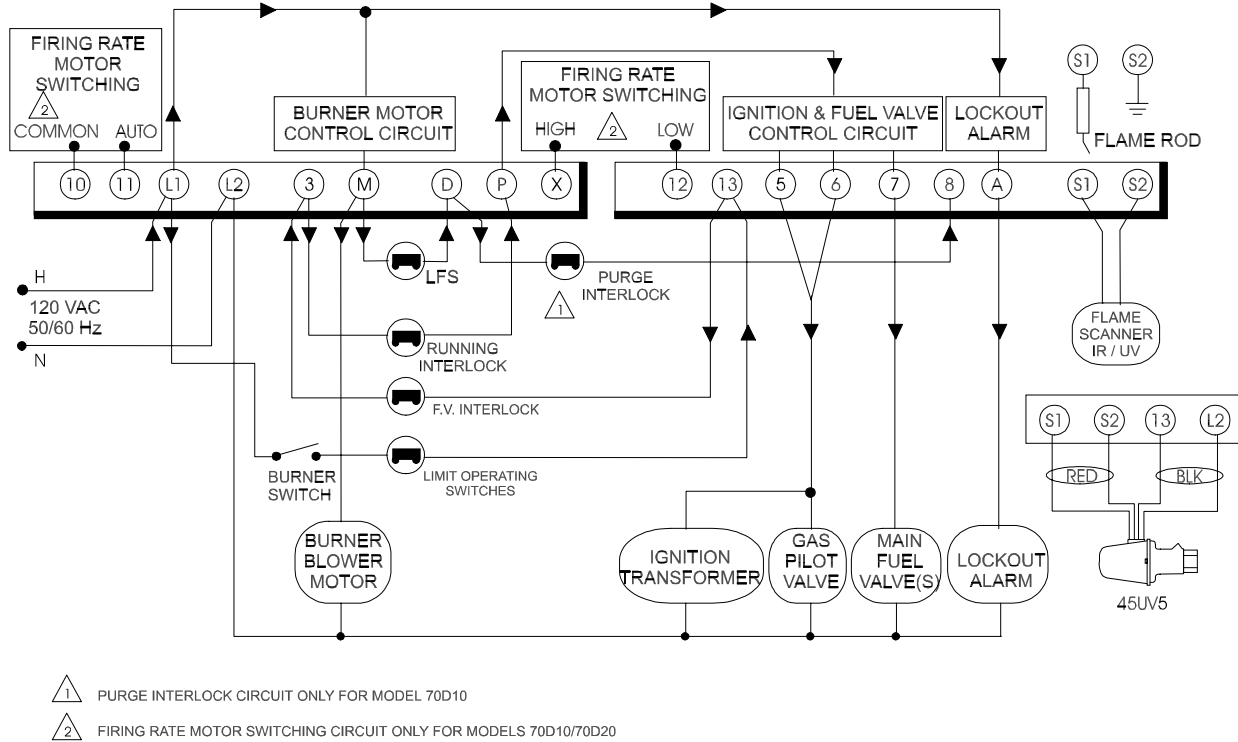 FIRING RATE
MOTOR
SWITCHING
2
COMMON AUTO
BURNER MOTOR
CONTROL CIRCUIT
FIRING RATE
MOTOR SWITCHING
HIGH 2 LOW
IGNITION & FUEL VALVE
CONTROL CIRCUIT
LOCKOUT
ALARM
S1 S2
FLAME ROD
10 11 L1 L2 3 M D P X
12 13 5 6 7 8 A S1 S2
H
120 VAC
50/60 Hz
N
LFS
PURGE
INTERLOCK
1
RUNNING
INTERLOCK
F.V. INTERLOCK
BURNER
SWITCH
LIMIT OPERATING
SWITCHES
FLAME
SCANNER
IR / UV
S1 S2 13 L2
RED BLK
45UV5
BURNER
BLOWER
MOTOR
IGNITION
TRANSFORMER
GAS
PILOT
VALVE
MAIN
FUEL
VALVE(S)
LOCKOUT
ALARM
1 PURGE INTERLOCK CIRCUIT ONLY FOR MODEL 70D10
2 FIRING RATE MOTOR SWITCHING CIRCUIT ONLY FOR MODELS 70D10/70D20